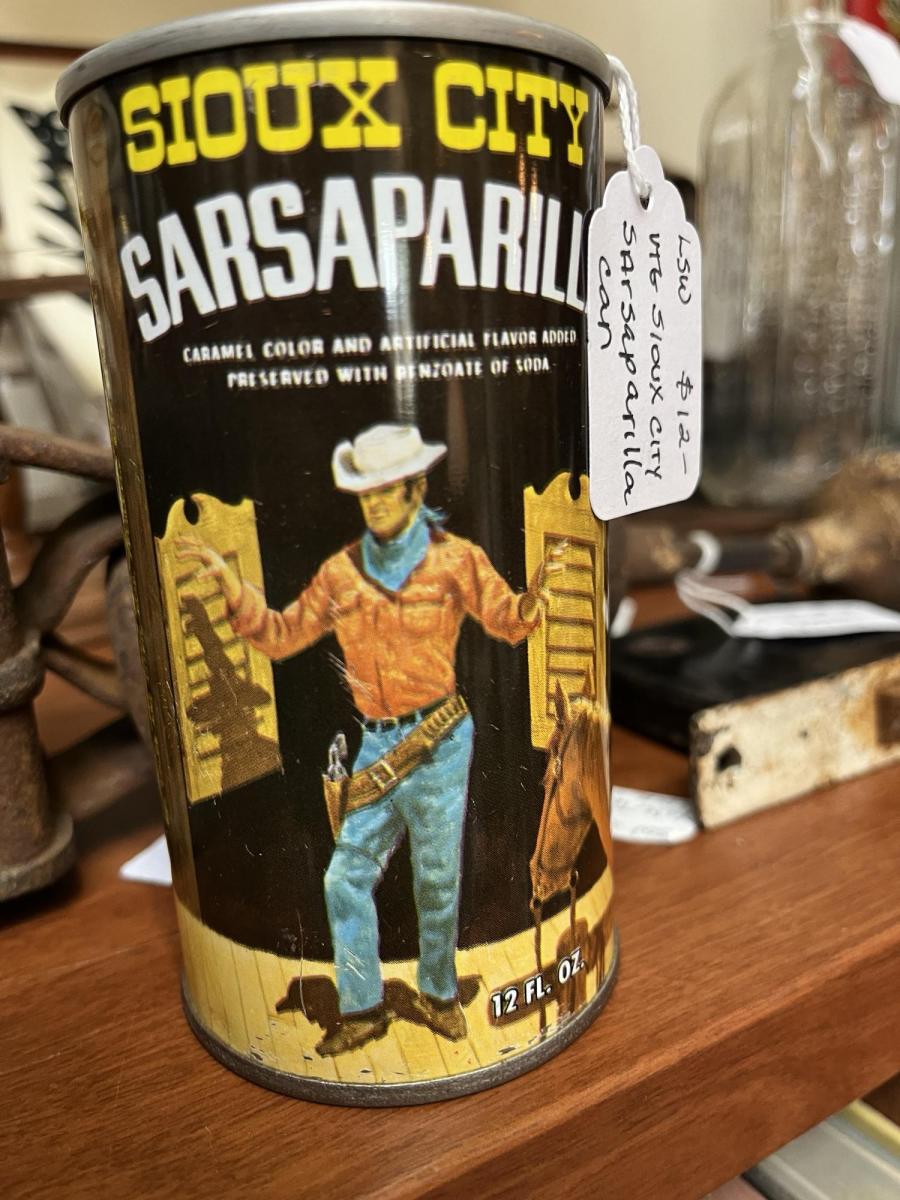 SIOUX CITY
SARSAPARILL
CARAMEL COLOR AND ARTIFICIAL FLAVOR ADDED
PRESERVED WITH BENZOATE OF SODA
12 FL. OZ.
LSW $12-
VTG SIOUX CITY
SArSapArilla
can